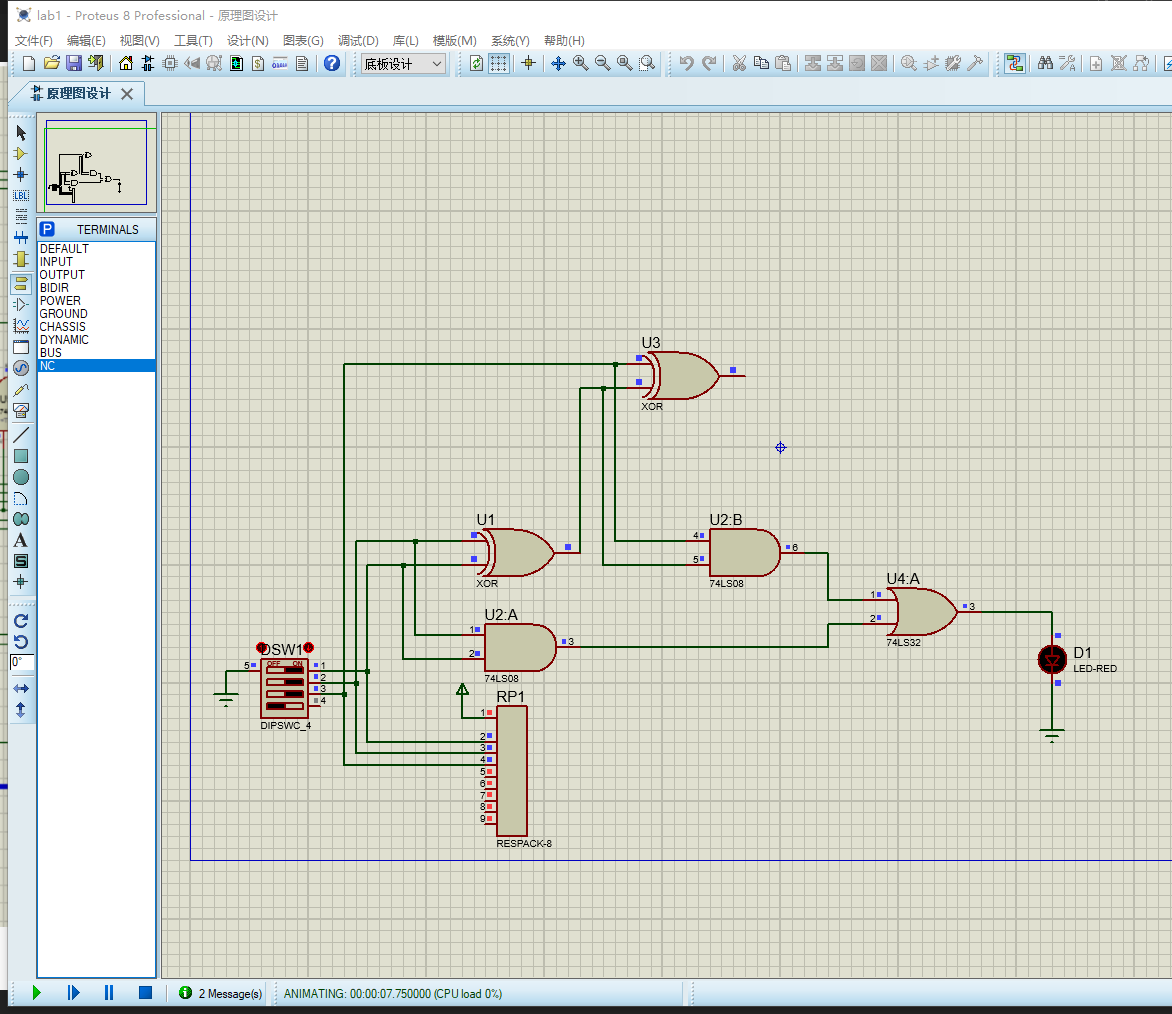 lab1 - Proteus 8 Professional - 原理图设计
文件(F) 编辑(E) 视图(V) 工具(T) 设计(N) 图表(G) 调试(D) 库(L) 模版(M) 系统(Y) 帮助(H)
底板设计
原理图设计
P TERMINALS
DEFAULT
INPUT
OUTPUT
BIDIR
POWER
GROUND
CHASSIS
DYNAMIC
BUS
NC
LBL
A
S
0°
U3
XOR
U1
XOR
U2:B
4
5
6
74LS08
U4:A
1
2
3
74LS32
U2:A
1
2
3
74LS08
D1
LED-RED
DSW1
OFF ON
5
1
2
3
4
DIPSWC_4
RP1
1
2
3
4
5
6
7
8
9
RESPACK-8
2 Message(s)
ANIMATING: 00:00:07.750000 (CPU load 0%)